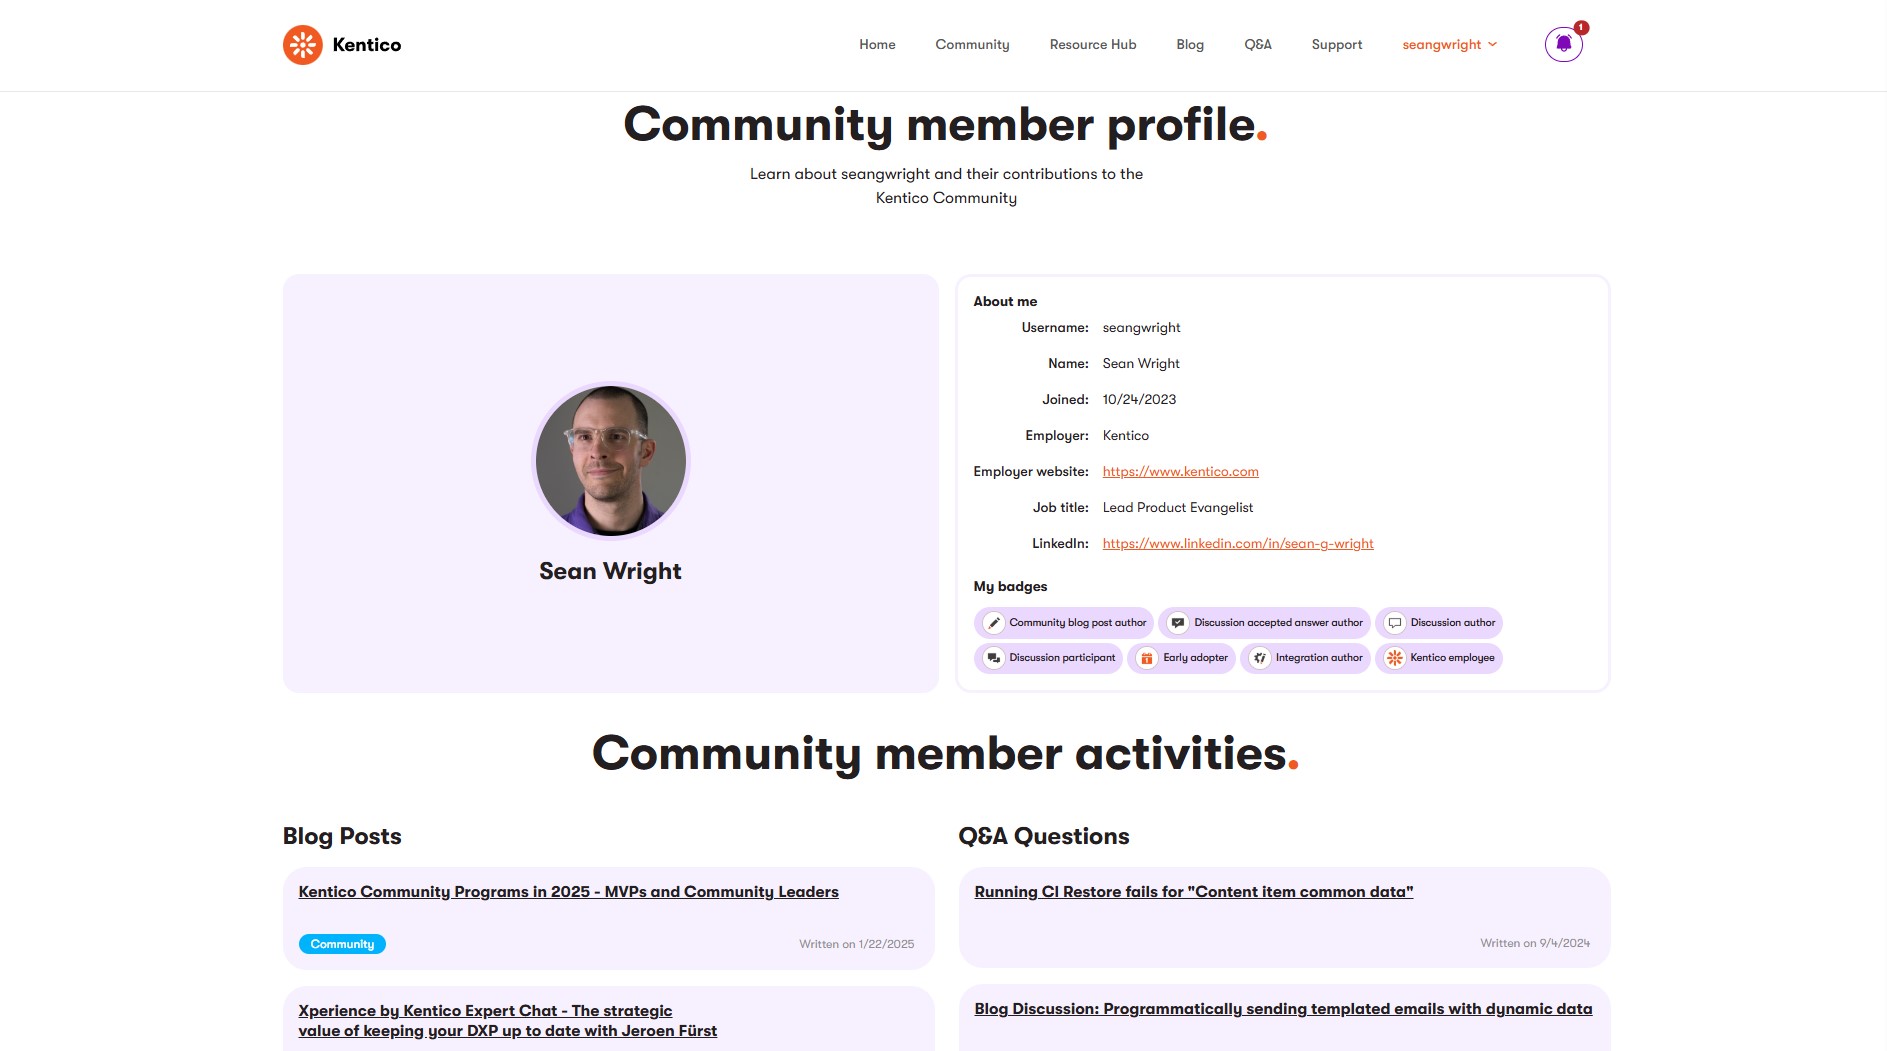 Kentico
Home
Community
Resource Hub
Blog
Q&A
Support
seangwright
1
Community member profile.
Learn about seangwright and their contributions to the
Kentico Community
Sean Wright
About me
Username: seangwright
Name: Sean Wright
Joined: 10/24/2023
Employer: Kentico
Employer website: https://www.kentico.com
Job title: Lead Product Evangelist
LinkedIn: https://www.linkedin.com/in/sean-g-wright
My badges
Community blog post author
Discussion accepted answer author
Discussion author
Discussion participant
Early adopter
Integration author
Kentico employee
Community member activities.
Blog Posts
Kentico Community Programs in 2025 - MVPs and Community Leaders
Community
Written on 1/22/2025
Xperience by Kentico Expert Chat - The strategic
value of keeping your DXP up to date with Jeroen Fürst
Q&A Questions
Running CI Restore fails for "Content item common data"
Written on 9/4/2024
Blog Discussion: Programmatically sending templated emails with dynamic data